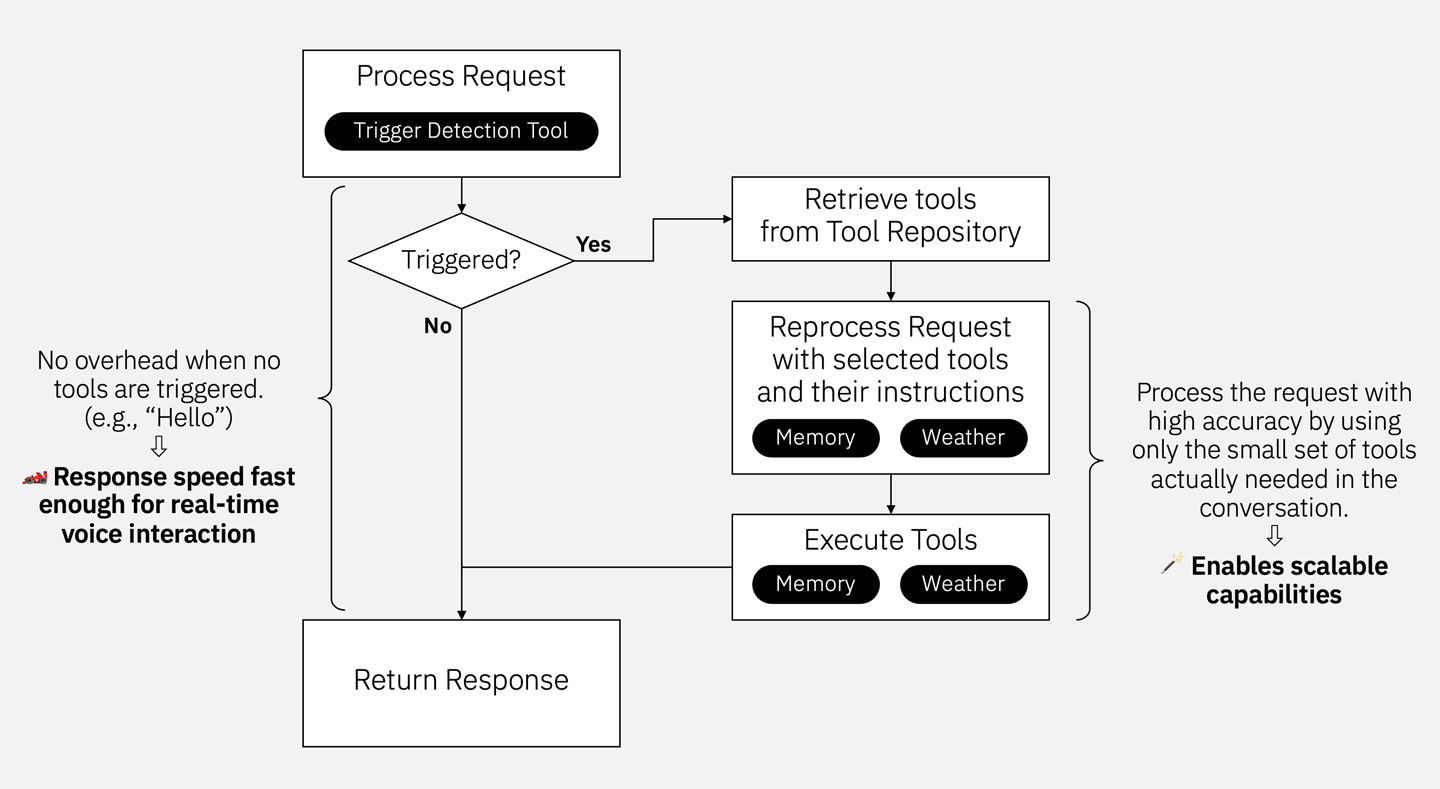 Process Request
Trigger Detection Tool
Triggered?
Yes
No
Retrieve tools
from Tool Repository
Reprocess Request
with selected tools
and their instructions
Memory
Weather
Execute Tools
Memory
Weather
Return Response
No overhead when no
tools are triggered.
(e.g., “Hello”)
⇩
🏎️ Response speed fast
enough for real-time
voice interaction
Process the request with
high accuracy by using
only the small set of tools
actually needed in the
conversation.
⇩
🪄 Enables scalable
capabilities